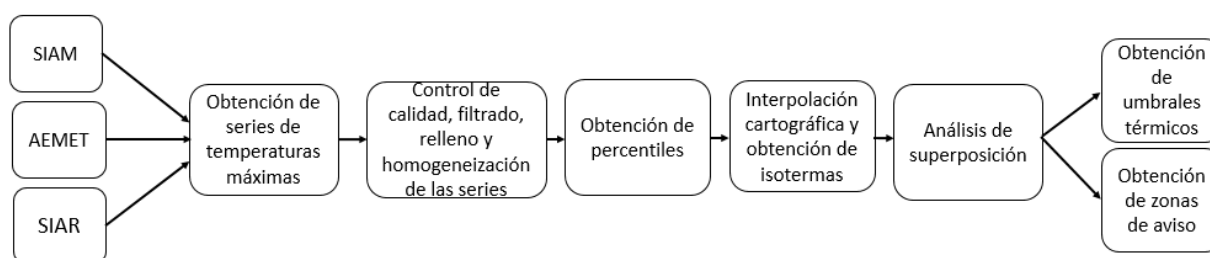 SIAM
AEMET
SIAR
Obtención de
series de
temperaturas
máximas
Control de
calidad, filtrado,
relleno y
homogeneización
de las series
Obtención de
percentiles
Interpolación
cartográfica y
obtención de
isotermas
Análisis de
superposición
Obtención
de
umbrales
térmicos
Obtención
de zonas
de aviso